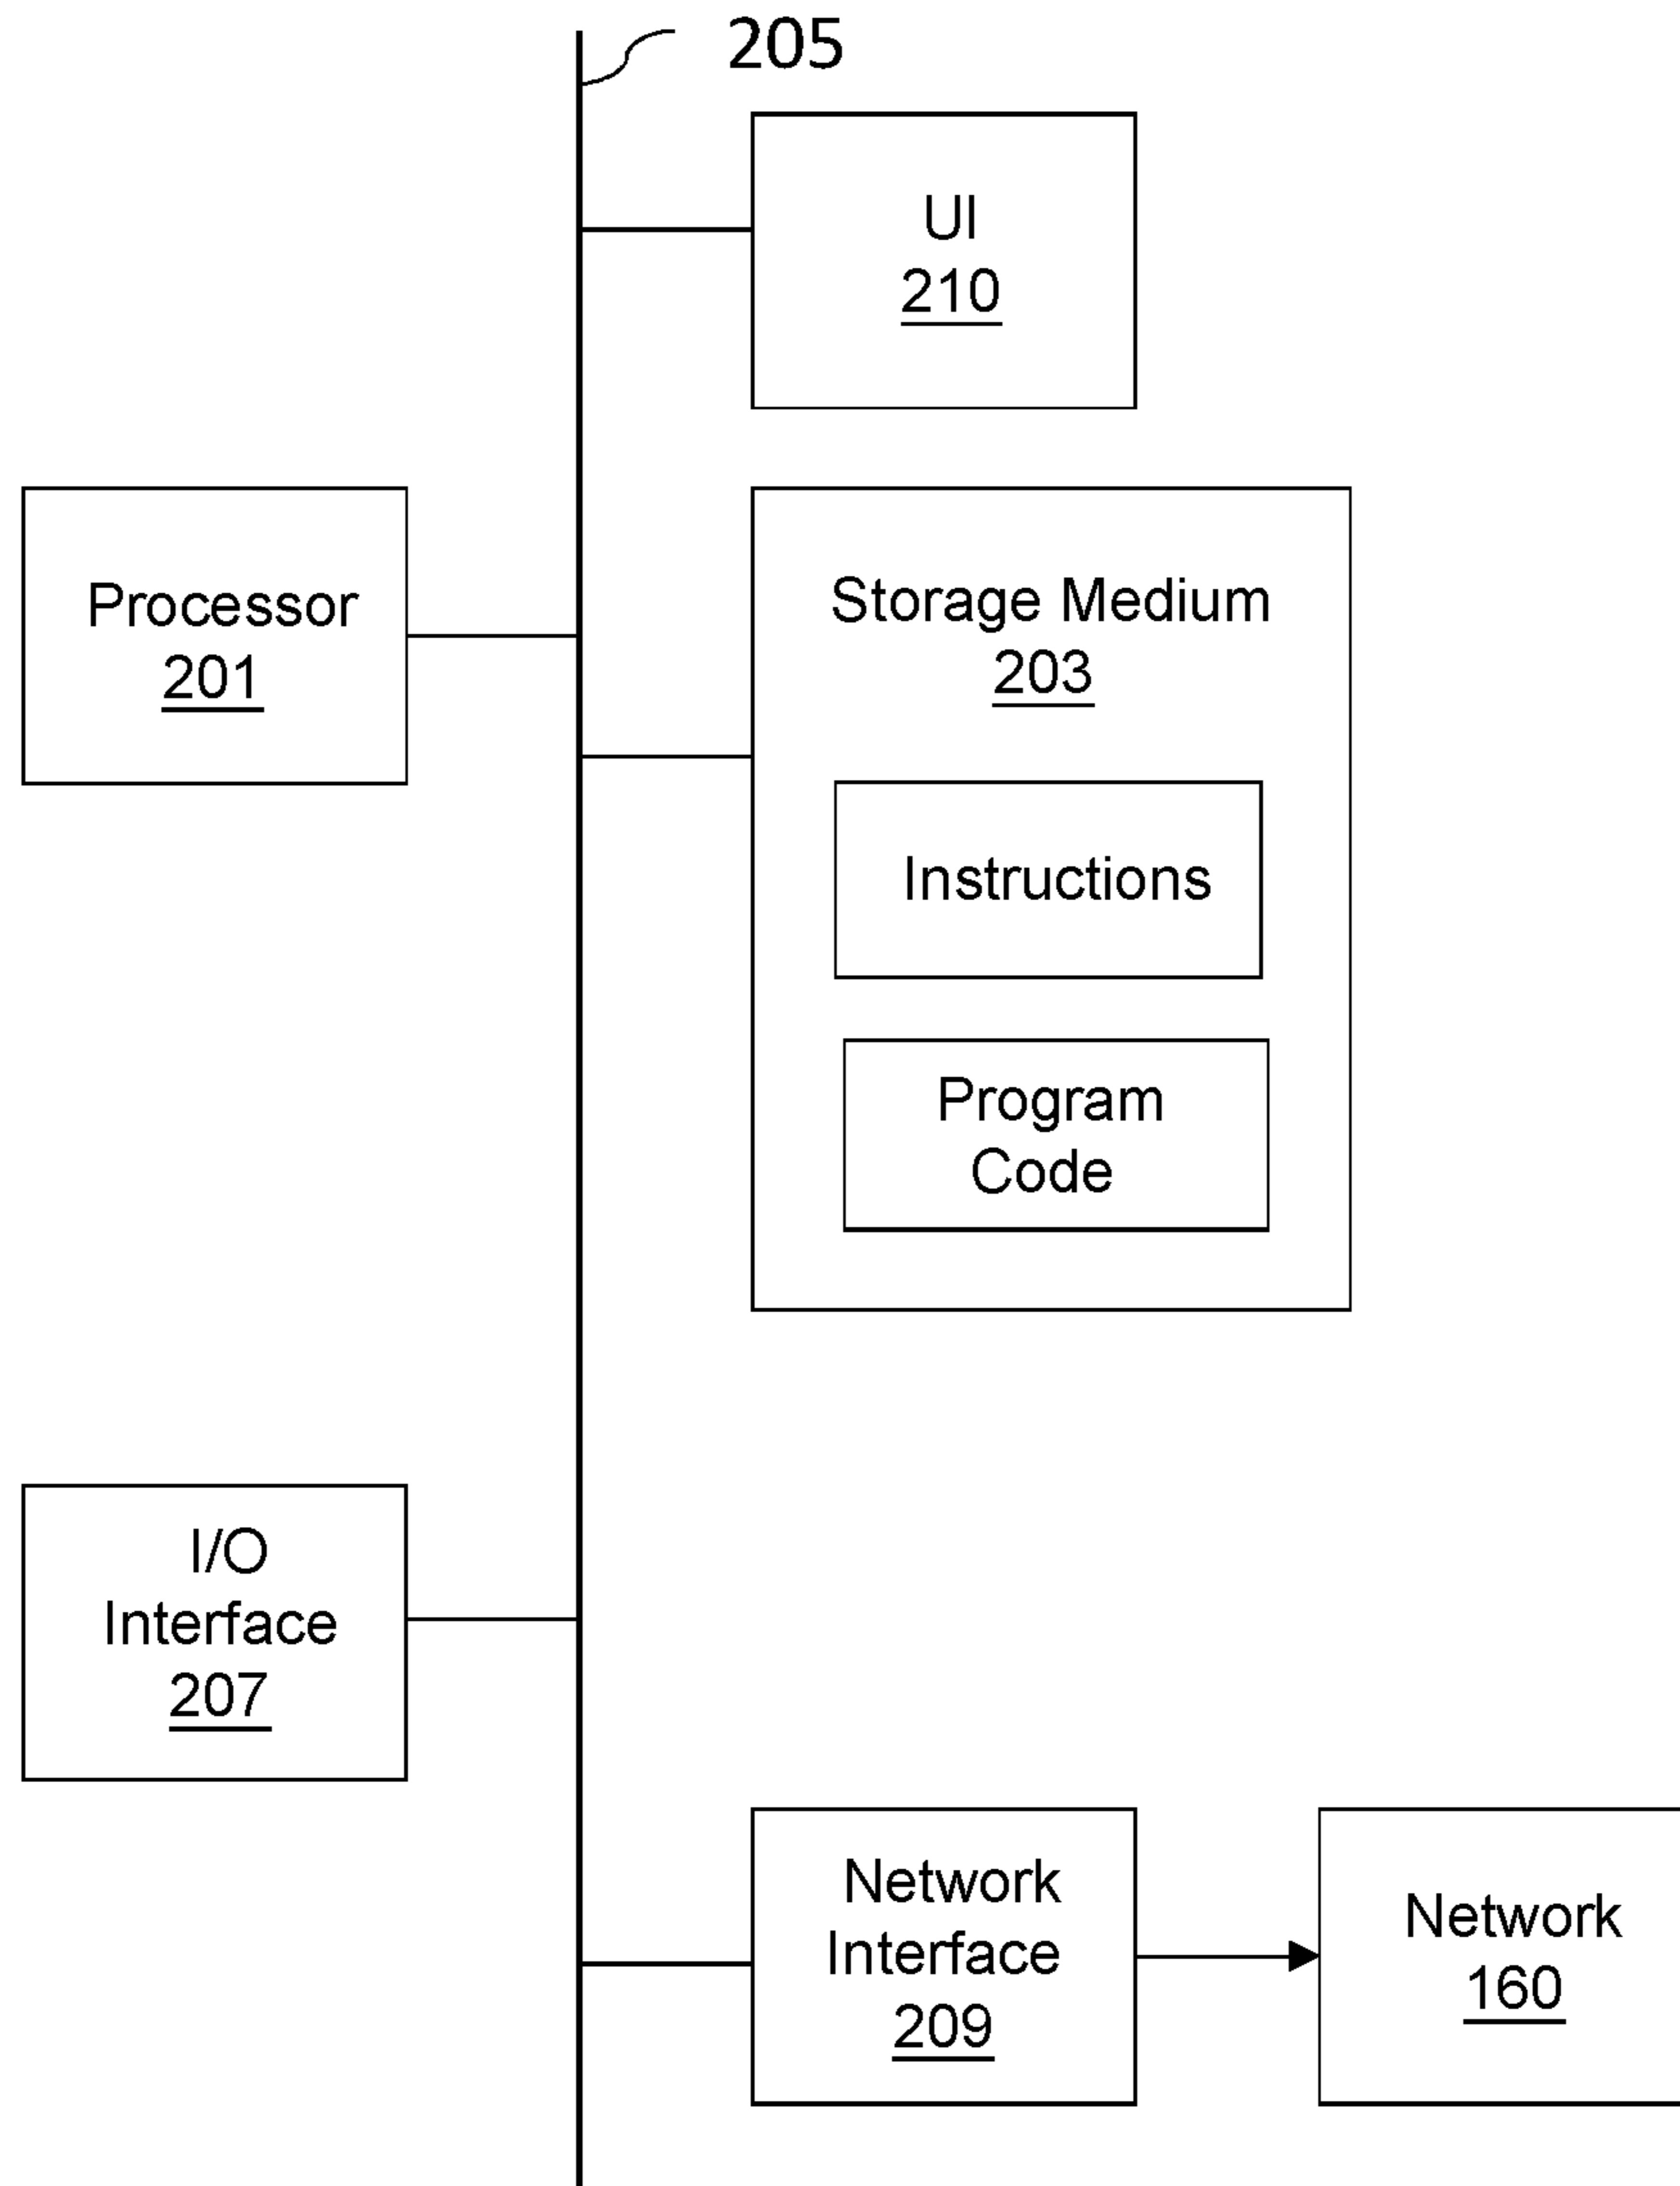 205
UI
210
Processor
201
Storage Medium
203
Instructions
Program
Code
I/O
Interface
207
Network
Interface
209
Network
160